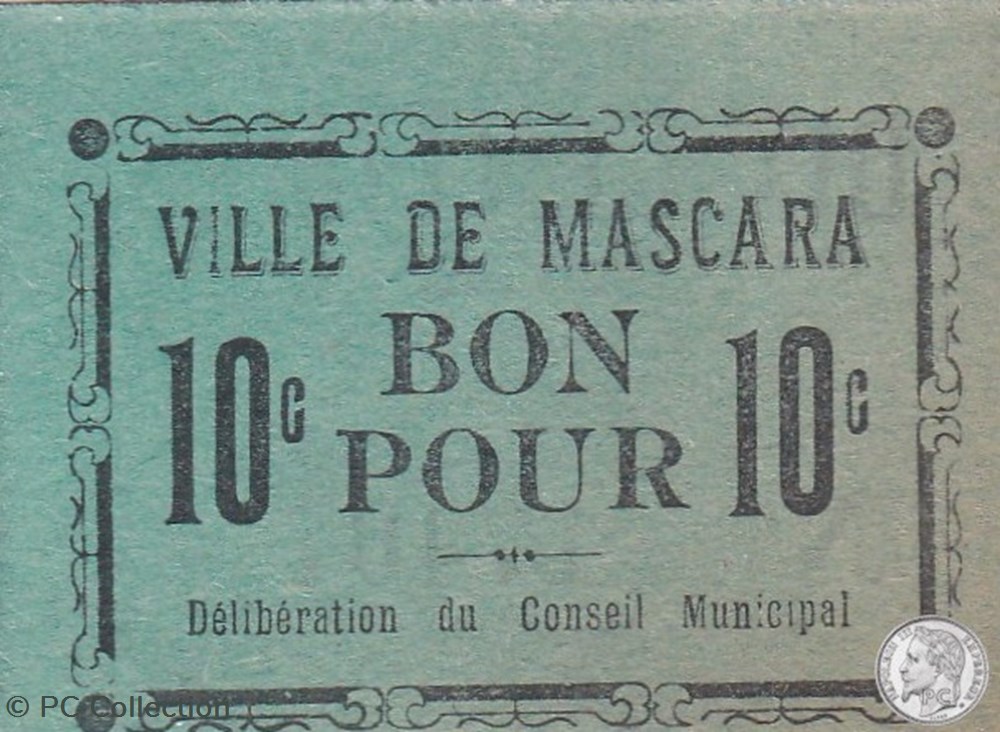 VILLE DE MASCARA
10c BON POUR 10c
Délibération du Conseil Municipal
© PC Collection
PC